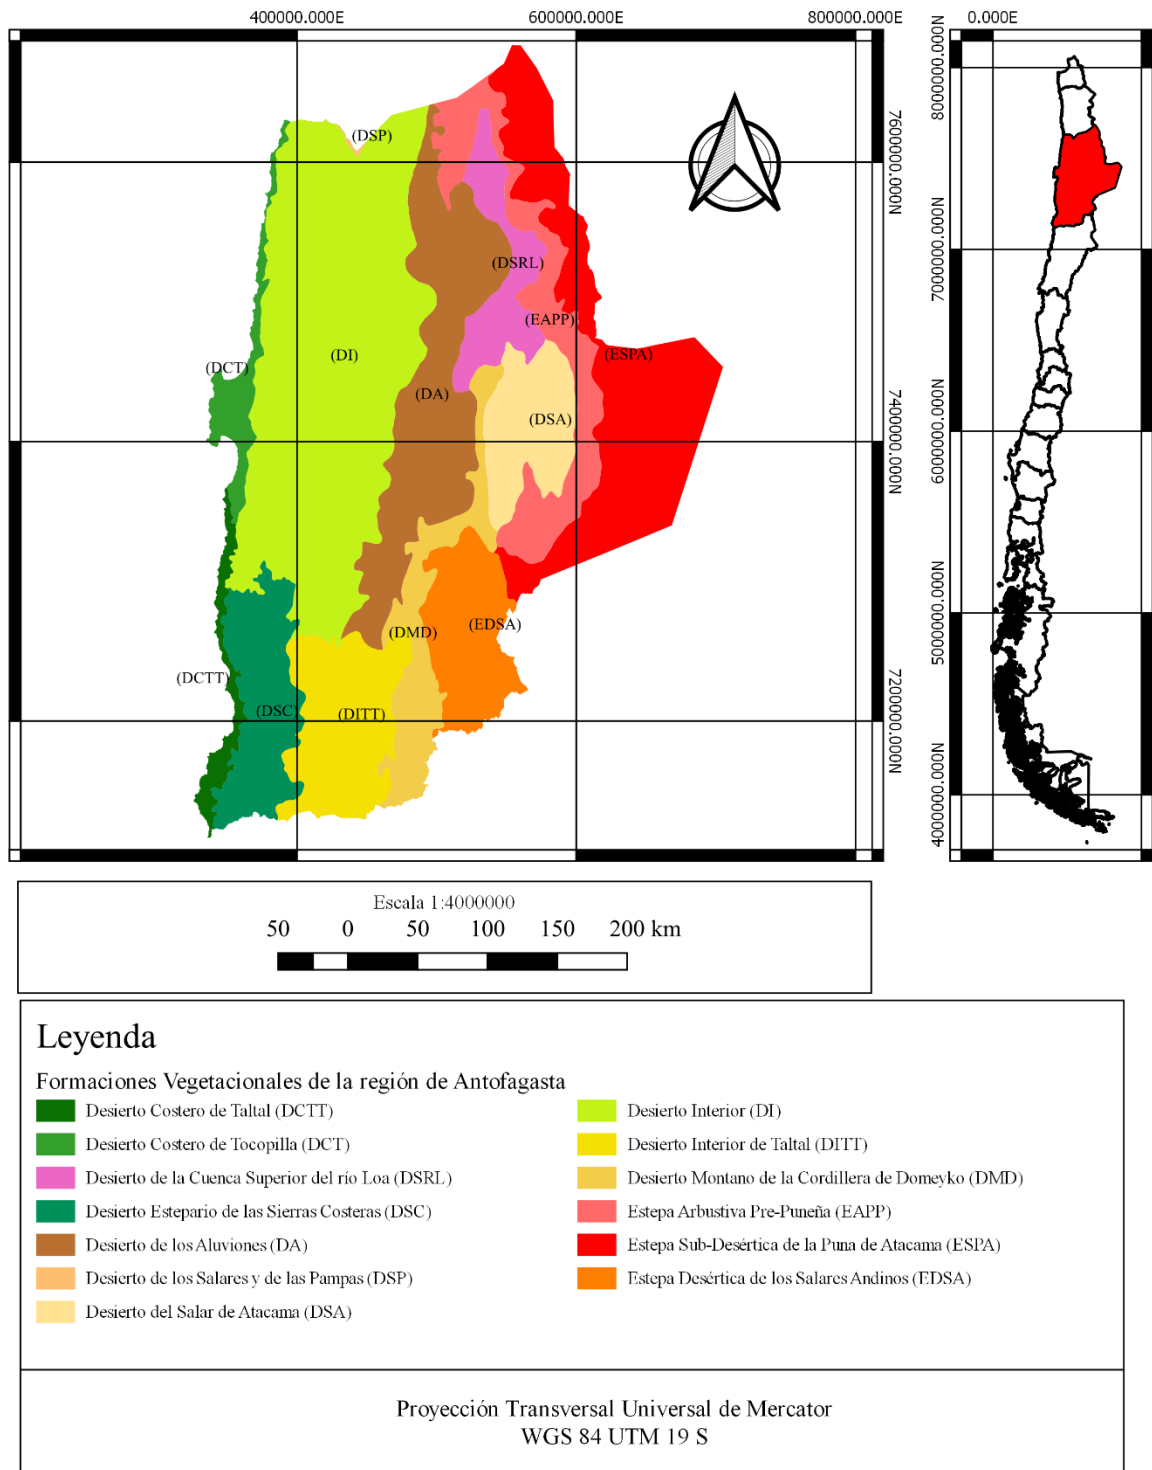 400000.000E 600000.000E 800000.000E 0.000E
7600000.000N
7400000.000N
7200000.000N
8000000.000N
7000000.000N
6000000.000N
5000000.000N
4000000.000N
(DSP)
(DSRL)
(EAPP)
(DI)
(ESPA)
(DCT)
(DA)
(DSA)
(EDSA)
(DMD)
(DCTT)
(DSC)
(DITT)
Escala 1:4000000
50 0 50 100 150 200 km
Leyenda
Formaciones Vegetacionales de la región de Antofagasta
Desierto Costero de Taltal (DCTT)
Desierto Costero de Tocopilla (DCT)
Desierto de la Cuenca Superior del río Loa (DSRL)
Desierto Estepario de las Sierras Costeras (DSC)
Desierto de los Aluviones (DA)
Desierto de los Salares y de las Pampas (DSP)
Desierto del Salar de Atacama (DSA)
Desierto Interior (DI)
Desierto Interior de Taltal (DITT)
Desierto Montano de la Cordillera de Domeyko (DMD)
Estepa Arbustiva Pre-Puneña (EAPP)
Estepa Sub-Desértica de la Puna de Atacama (ESPA)
Estepa Desértica de los Salares Andinos (EDSA)
Proyección Transversal Universal de Mercator
WGS 84 UTM 19 S